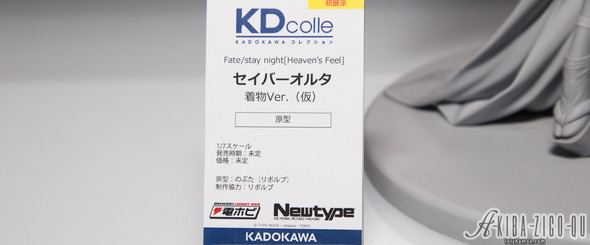 初展示
KDcolle
KADOKAWA コレクション
Fate/stay night[Heaven's Feel]
セイバーオルタ
着物Ver.（仮）
原型
1/7スケール
発売時期：未定
価格：未定
原型：のぶた（リボルブ）
制作協力：リボルブ
電ホビ
Newtype
KADOKAWA
AKIBA-ZIGO-QU